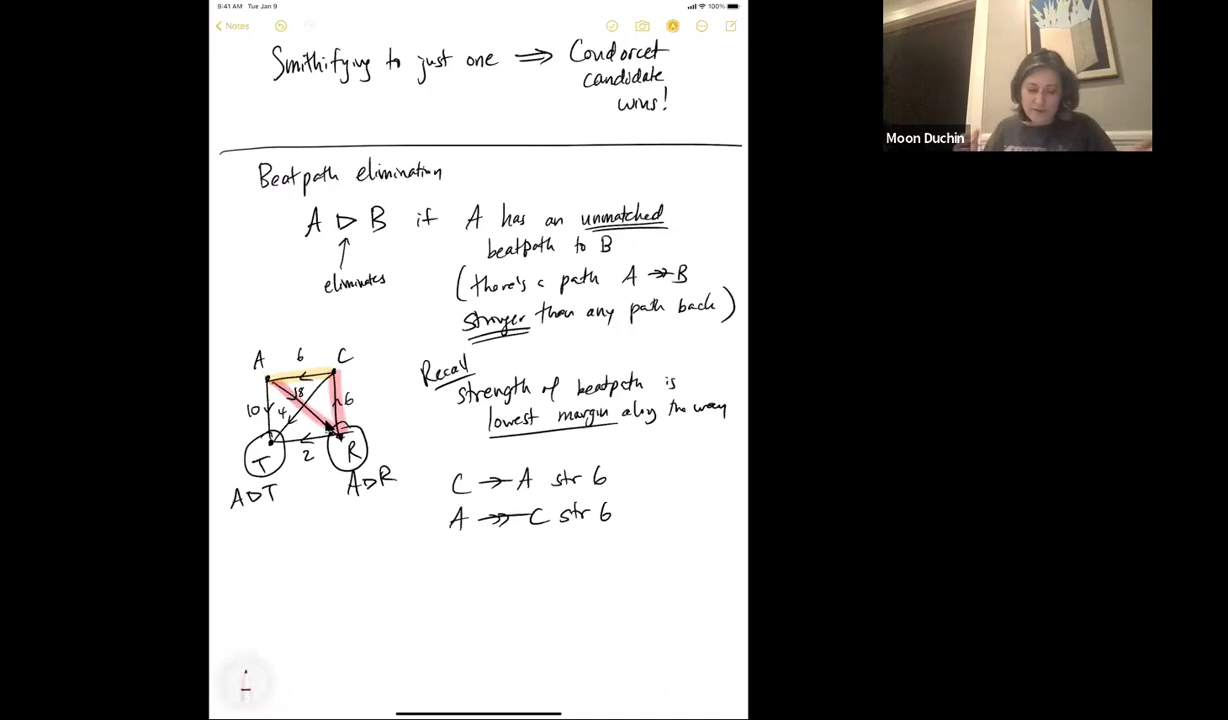 9:41 AM Tue Jan 9
100%
Notes
Smithifying to just one ⟹ Condorcet
candidate
wins!
Beatpath elimination
A ▷ B if A has an unmatched
beatpath to B
↑
eliminates
(there's a path A ↠ B
stronger than any path back)
A 6 C
18
10 4 6
T 2 R
A▷T A▷R
Recall
strength of beatpath is
lowest margin along the way
C → A str 6
A ↠ C str 6
Moon Duchin